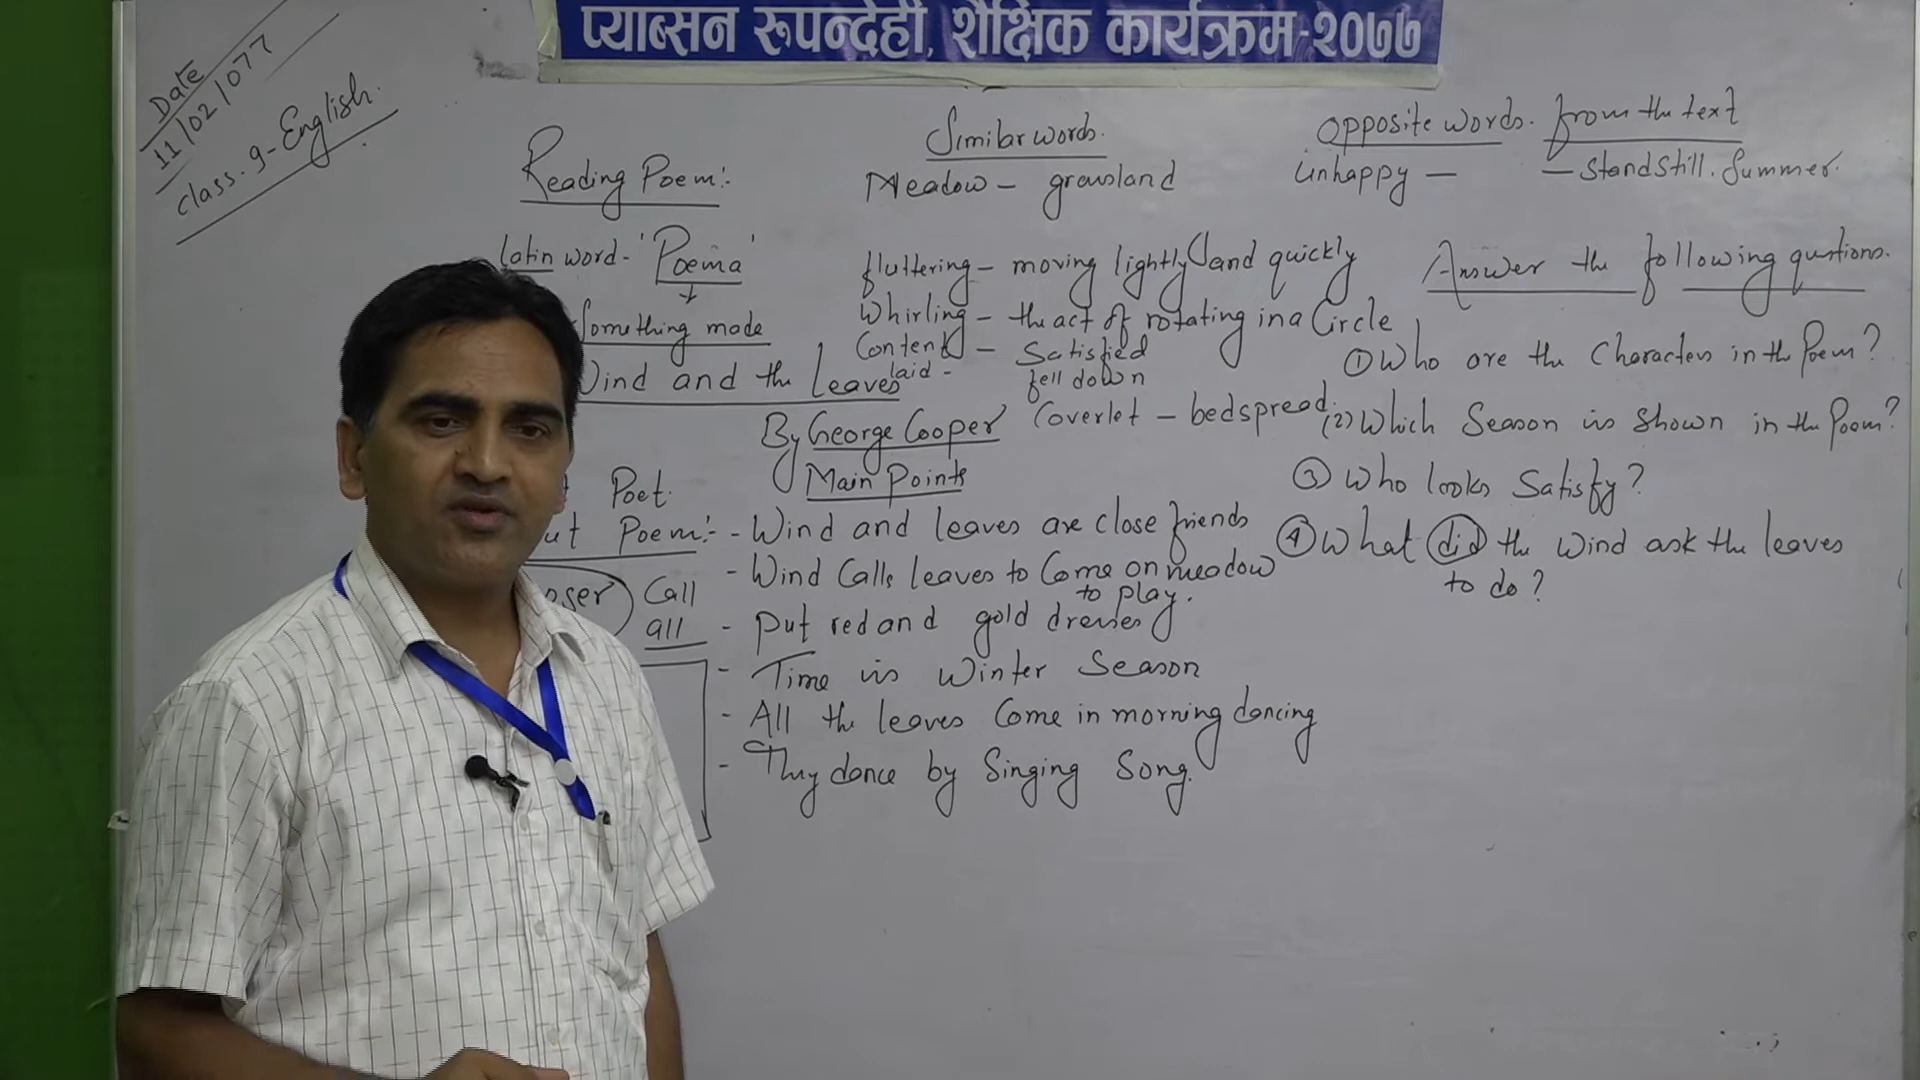 प्याब्सन रुपन्देही, शैक्षिक कार्यक्रम-२०७७
Date
11/02/077
class-9-English.
Reading Poem:-
Latin word - 'Poema'
Something made
Wind and the Leaves
By George Cooper
Poet.
Poem:-
Call
all
Similar words.
Meadow - grassland
fluttering - moving lightly and quickly
Whirling - the act of rotating in a Circle
Content - Satisfied
laid - fell down
Coverlet - bedspread
Main Points
- Wind and leaves are close friends
- Wind Calls leaves to Come on meadow
to play.
- Put red and gold dresses
- Time is Winter Season
- All the leaves Come in morning dancing
- They dance by Singing Song.
Opposite words. from the text
Unhappy - - Standstill. Summer.
Answer the following questions.
① Who are the Characters in the Poem?
(2) Which Season is Shown in the Poem?
③ Who looks Satisfy?
④ What did the Wind ask the leaves
to do?